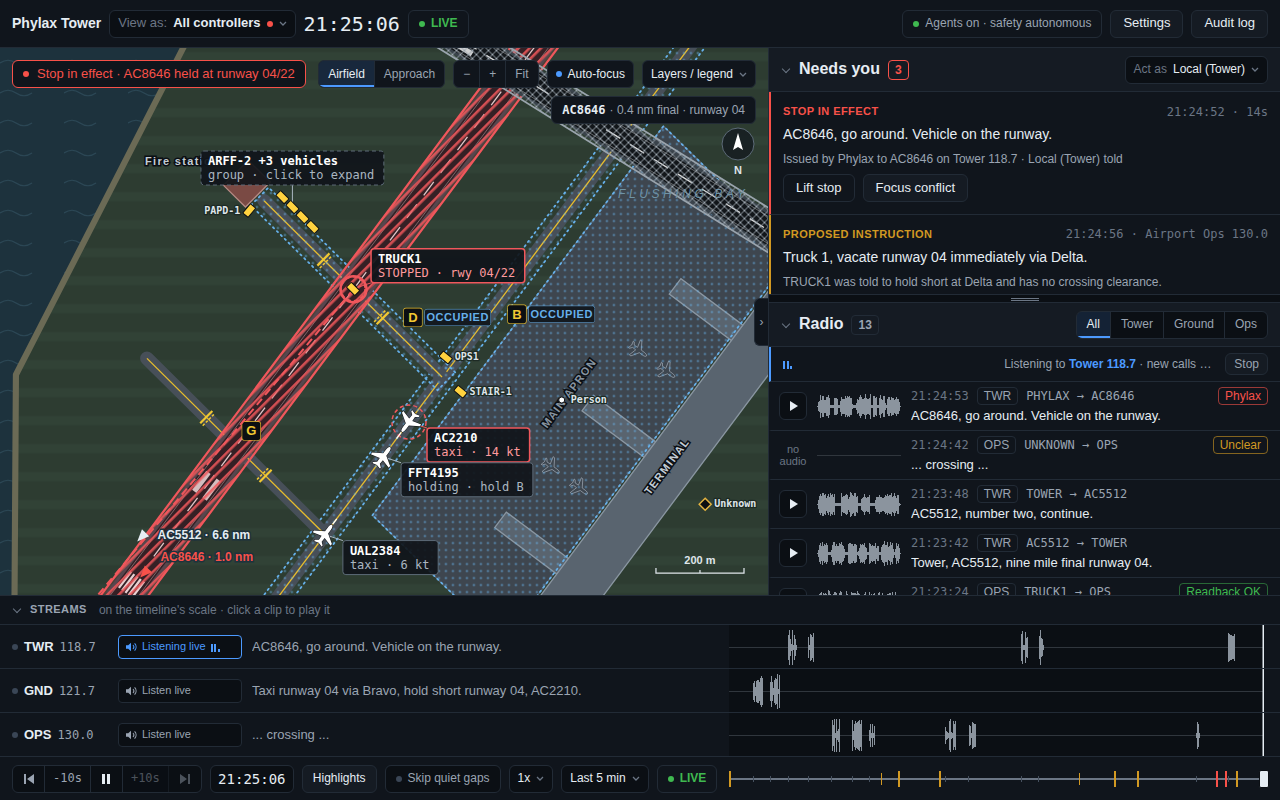 Phylax Tower
View as: All controllers
21:25:06
LIVE
Agents on · safety autonomous
Settings
Audit log
Stop in effect · AC8646 held at runway 04/22
Airfield
Approach
−
+
Fit
Auto-focus
Layers / legend
AC8646 · 0.4 nm final · runway 04
N
FLUSHING BAY
Fire stati
ARFF-2 +3 vehicles
group · click to expand
PAPD-1
TRUCK1
STOPPED · rwy 04/22
D
OCCUPIED
B
OCCUPIED
OPS1
STAIR-1
MAIN APRON
Person
AC2210
taxi · 14 kt
G
FFT4195
holding · hold B
TERMINAL
Unknown
AC5512 · 6.6 nm
AC8646 · 1.0 nm
UAL2384
taxi · 6 kt
200 m
Needs you
3
Act as Local (Tower)
STOP IN EFFECT
21:24:52 · 14s
AC8646, go around. Vehicle on the runway.
Issued by Phylax to AC8646 on Tower 118.7 · Local (Tower) told
Lift stop
Focus conflict
PROPOSED INSTRUCTION
21:24:56 · Airport Ops 130.0
Truck 1, vacate runway 04 immediately via Delta.
TRUCK1 was told to hold short at Delta and has no crossing clearance.
Radio
13
All
Tower
Ground
Ops
Listening to Tower 118.7 · new calls …
Stop
21:24:53 TWR PHYLAX → AC8646
Phylax
AC8646, go around. Vehicle on the runway.
no audio
21:24:42 OPS UNKNOWN → OPS
Unclear
... crossing ...
21:23:48 TWR TOWER → AC5512
AC5512, number two, continue.
21:23:42 TWR AC5512 → TOWER
Tower, AC5512, nine mile final runway 04.
21:23:24 OPS TRUCK1 → OPS
Readback OK
STREAMS
on the timeline's scale · click a clip to play it
TWR 118.7
Listening live
AC8646, go around. Vehicle on the runway.
GND 121.7
Listen live
Taxi runway 04 via Bravo, hold short runway 04, AC2210.
OPS 130.0
Listen live
... crossing ...
-10s
+10s
21:25:06
Highlights
Skip quiet gaps
1x
Last 5 min
LIVE